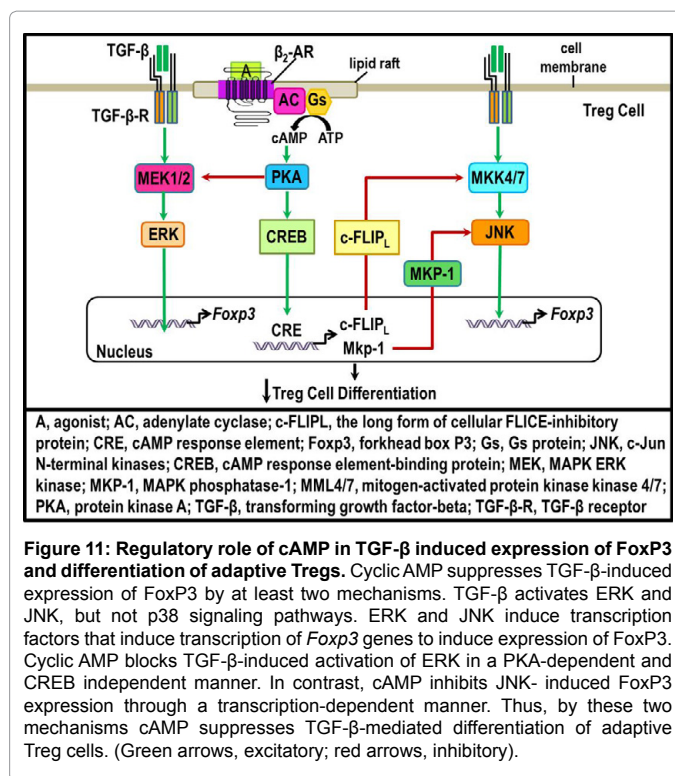 TGF-β
β2-AR
A
lipid raft
cell
membrane
AC
Gs
TGF-β-R
Treg Cell
cAMP
ATP
MEK1/2
PKA
MKK4/7
ERK
CREB
c-FLIPL
JNK
MKP-1
Foxp3
CRE
c-FLIPL
Mkp-1
Foxp3
Nucleus
Treg Cell Differentiation
A, agonist; AC, adenylate cyclase; c-FLIPL, the long form of cellular FLICE-inhibitory
protein; CRE, cAMP response element; Foxp3, forkhead box P3; Gs, Gs protein; JNK, c-Jun
N-terminal kinases; CREB, cAMP response element-binding protein; MEK, MAPK ERK
kinase; MKP-1, MAPK phosphatase-1; MML4/7, mitogen-activated protein kinase kinase 4/7;
PKA, protein kinase A; TGF-β, transforming growth factor-beta; TGF-β-R, TGF-β receptor
Figure 11: Regulatory role of cAMP in TGF-β induced expression of FoxP3
and differentiation of adaptive Tregs. Cyclic AMP suppresses TGF-β-induced
expression of FoxP3 by at least two mechanisms. TGF-β activates ERK and
JNK, but not p38 signaling pathways. ERK and JNK induce transcription
factors that induce transcription of Foxp3 genes to induce expression of FoxP3.
Cyclic AMP blocks TGF-β-induced activation of ERK in a PKA-dependent and
CREB independent manner. In contrast, cAMP inhibits JNK- induced FoxP3
expression through a transcription-dependent manner. Thus, by these two
mechanisms cAMP suppresses TGF-β-mediated differentiation of adaptive
Treg cells. (Green arrows, excitatory; red arrows, inhibitory).